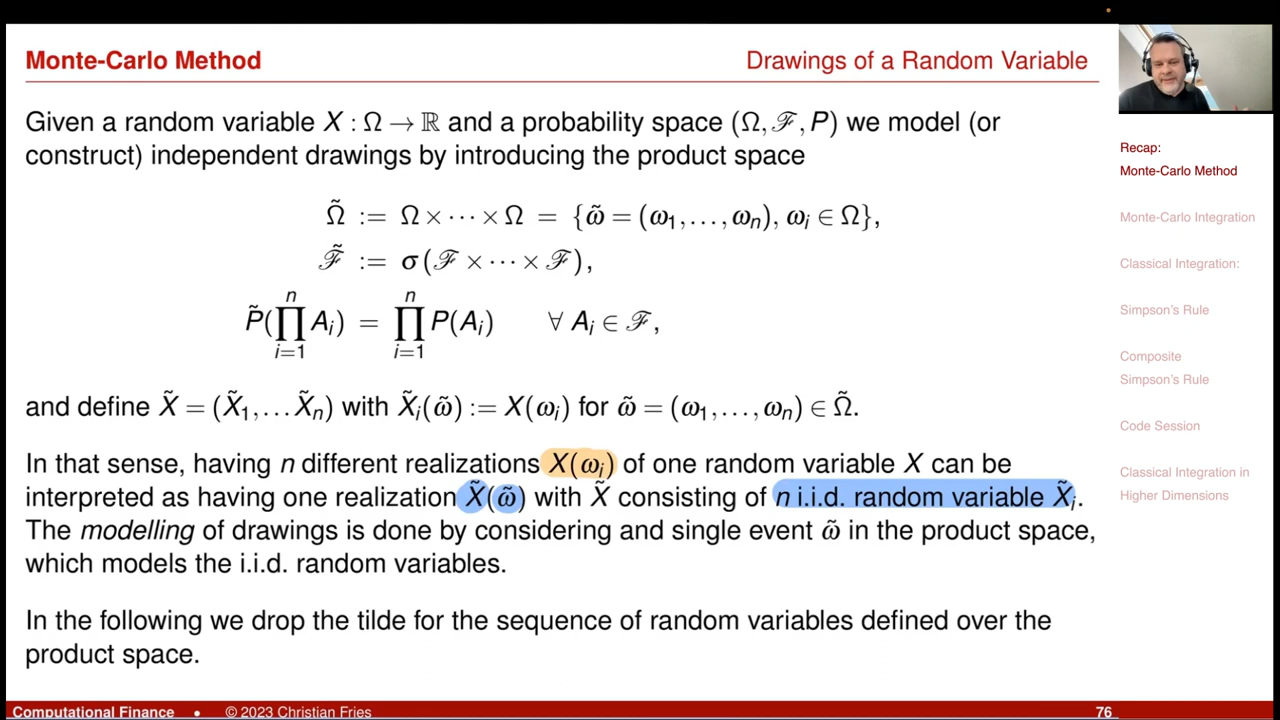 Monte-Carlo Method
Drawings of a Random Variable
Given a random variable X : Ω → ℝ and a probability space (Ω, ℱ, P) we model (or
construct) independent drawings by introducing the product space
Ω̃ := Ω × ⋯ × Ω = {ω̃ = (ω₁, …, ωₙ), ωᵢ ∈ Ω},
ℱ̃ := σ(ℱ × ⋯ × ℱ),
P̃(∏ᵢ₌₁ⁿ Aᵢ) = ∏ᵢ₌₁ⁿ P(Aᵢ) ∀ Aᵢ ∈ ℱ,
and define X̃ = (X̃₁, … X̃ₙ) with X̃ᵢ(ω̃) := X(ωᵢ) for ω̃ = (ω₁, …, ωₙ) ∈ Ω̃.
In that sense, having n different realizations X(ωᵢ) of one random variable X can be
interpreted as having one realization X̃(ω̃) with X̃ consisting of n i.i.d. random variable X̃ᵢ.
The modelling of drawings is done by considering and single event ω̃ in the product space,
which models the i.i.d. random variables.
In the following we drop the tilde for the sequence of random variables defined over the
product space.
Recap:
Monte-Carlo Method
Monte-Carlo Integration
Classical Integration:
Simpson's Rule
Composite
Simpson's Rule
Code Session
Classical Integration in
Higher Dimensions
Computational Finance • © 2023 Christian Fries
76